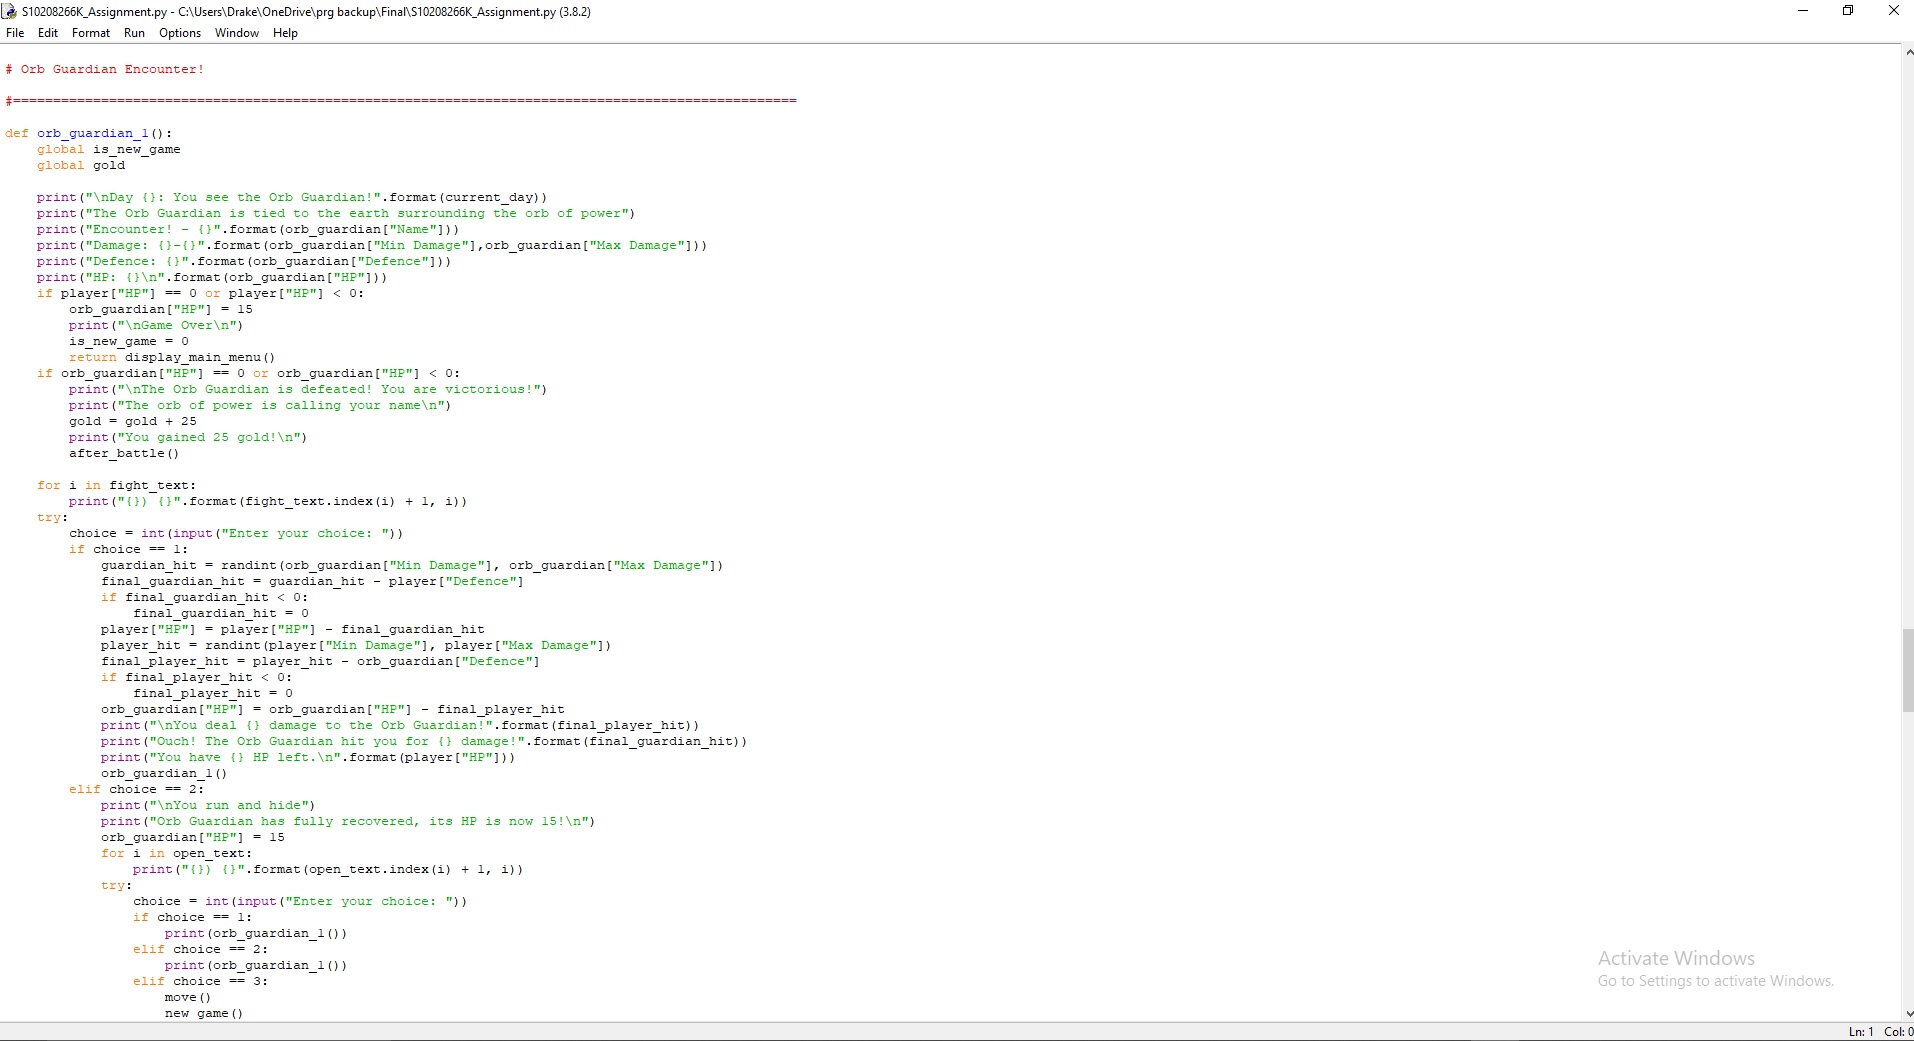 S10208266K_Assignment.py - C:\Users\Drake\OneDrive\prg backup\Final\S10208266K_Assignment.py (3.8.2)
File Edit Format Run Options Window Help
# Orb Guardian Encounter!
#==================================================================================================
def orb_guardian_1():
    global is_new_game
    global gold
    print("\nDay {}: You see the Orb Guardian!".format(current_day))
    print("The Orb Guardian is tied to the earth surrounding the orb of power")
    print("Encounter! - {}".format(orb_guardian["Name"]))
    print("Damage: {}-{}".format(orb_guardian["Min Damage"],orb_guardian["Max Damage"]))
    print("Defence: {}".format(orb_guardian["Defence"]))
    print("HP: {}\n".format(orb_guardian["HP"]))
    if player["HP"] == 0 or player["HP"] < 0:
        orb_guardian["HP"] = 15
        print("\nGame Over\n")
        is_new_game = 0
        return display_main_menu()
    if orb_guardian["HP"] == 0 or orb_guardian["HP"] < 0:
        print("\nThe Orb Guardian is defeated! You are victorious!")
        print("The orb of power is calling your name\n")
        gold = gold + 25
        print("You gained 25 gold!\n")
        after_battle()
    for i in fight_text:
        print("{}) {}".format(fight_text.index(i) + 1, i))
    try:
        choice = int(input("Enter your choice: "))
        if choice == 1:
            guardian_hit = randint(orb_guardian["Min Damage"], orb_guardian["Max Damage"])
            final_guardian_hit = guardian_hit - player["Defence"]
            if final_guardian_hit < 0:
                final_guardian_hit = 0
            player["HP"] = player["HP"] - final_guardian_hit
            player_hit = randint(player["Min Damage"], player["Max Damage"])
            final_player_hit = player_hit - orb_guardian["Defence"]
            if final_player_hit < 0:
                final_player_hit = 0
            orb_guardian["HP"] = orb_guardian["HP"] - final_player_hit
            print("\nYou deal {} damage to the Orb Guardian!".format(final_player_hit))
            print("Ouch! The Orb Guardian hit you for {} damage!".format(final_guardian_hit))
            print("You have {} HP left.\n".format(player["HP"]))
            orb_guardian_1()
        elif choice == 2:
            print("\nYou run and hide")
            print("Orb Guardian has fully recovered, its HP is now 15!\n")
            orb_guardian["HP"] = 15
            for i in open_text:
                print("{}) {}".format(open_text.index(i) + 1, i))
            try:
                choice = int(input("Enter your choice: "))
                if choice == 1:
                    print(orb_guardian_1())
                elif choice == 2:
                    print(orb_guardian_1())
                elif choice == 3:
                    move()
                    new_game()
Activate Windows
Go to Settings to activate Windows.
Ln: 1 Col: 0